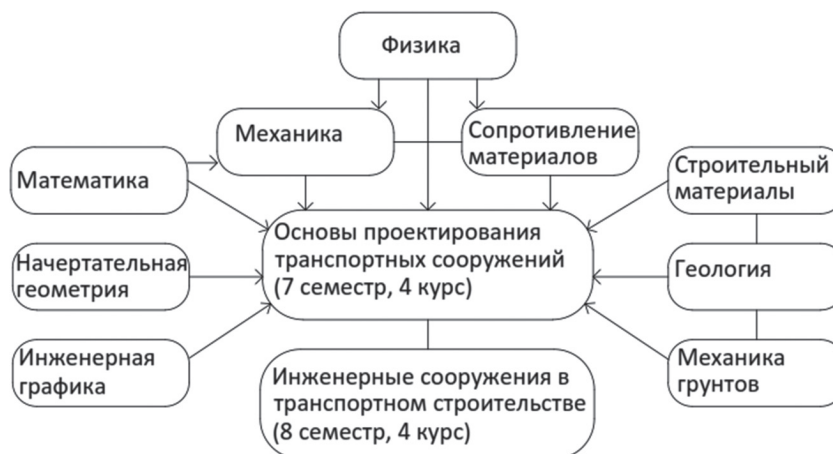 Физика
Механика
Сопротивление
материалов
Математика
Строительный
материалы
Основы проектирования
транспортных сооружений
(7 семестр, 4 курс)
Начертательная
геометрия
Геология
Инженерная
графика
Инженерные сооружения в
транспортном строительстве
(8 семестр, 4 курс)
Механика
грунтов